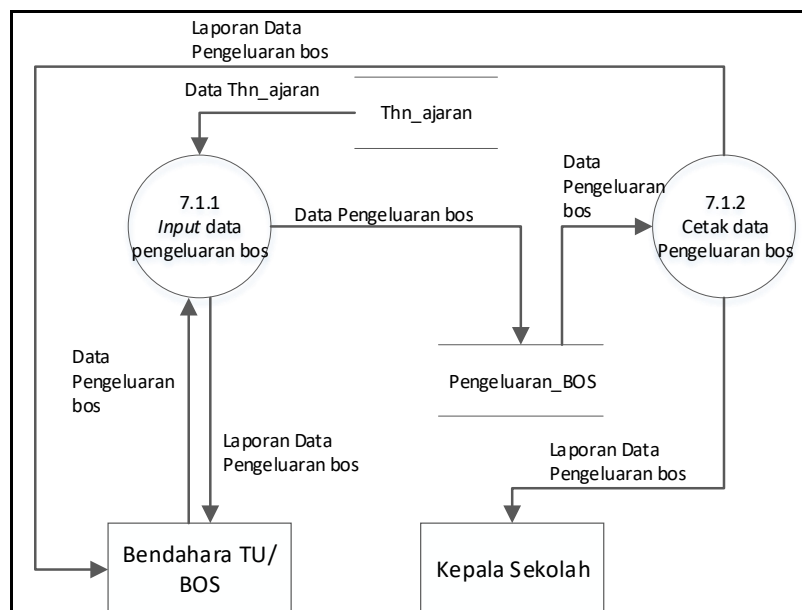 Laporan Data
Pengeluaran bos
Data Thn_ajaran
Thn_ajaran
Data
Pengeluaran
bos
7.1.1
Input data
pengeluaran bos
Data Pengeluaran bos
7.1.2
Cetak data
Pengeluaran bos
Data
Pengeluaran
bos
Pengeluaran_BOS
Laporan Data
Pengeluaran bos
Laporan Data
Pengeluaran bos
Bendahara TU/
BOS
Kepala Sekolah